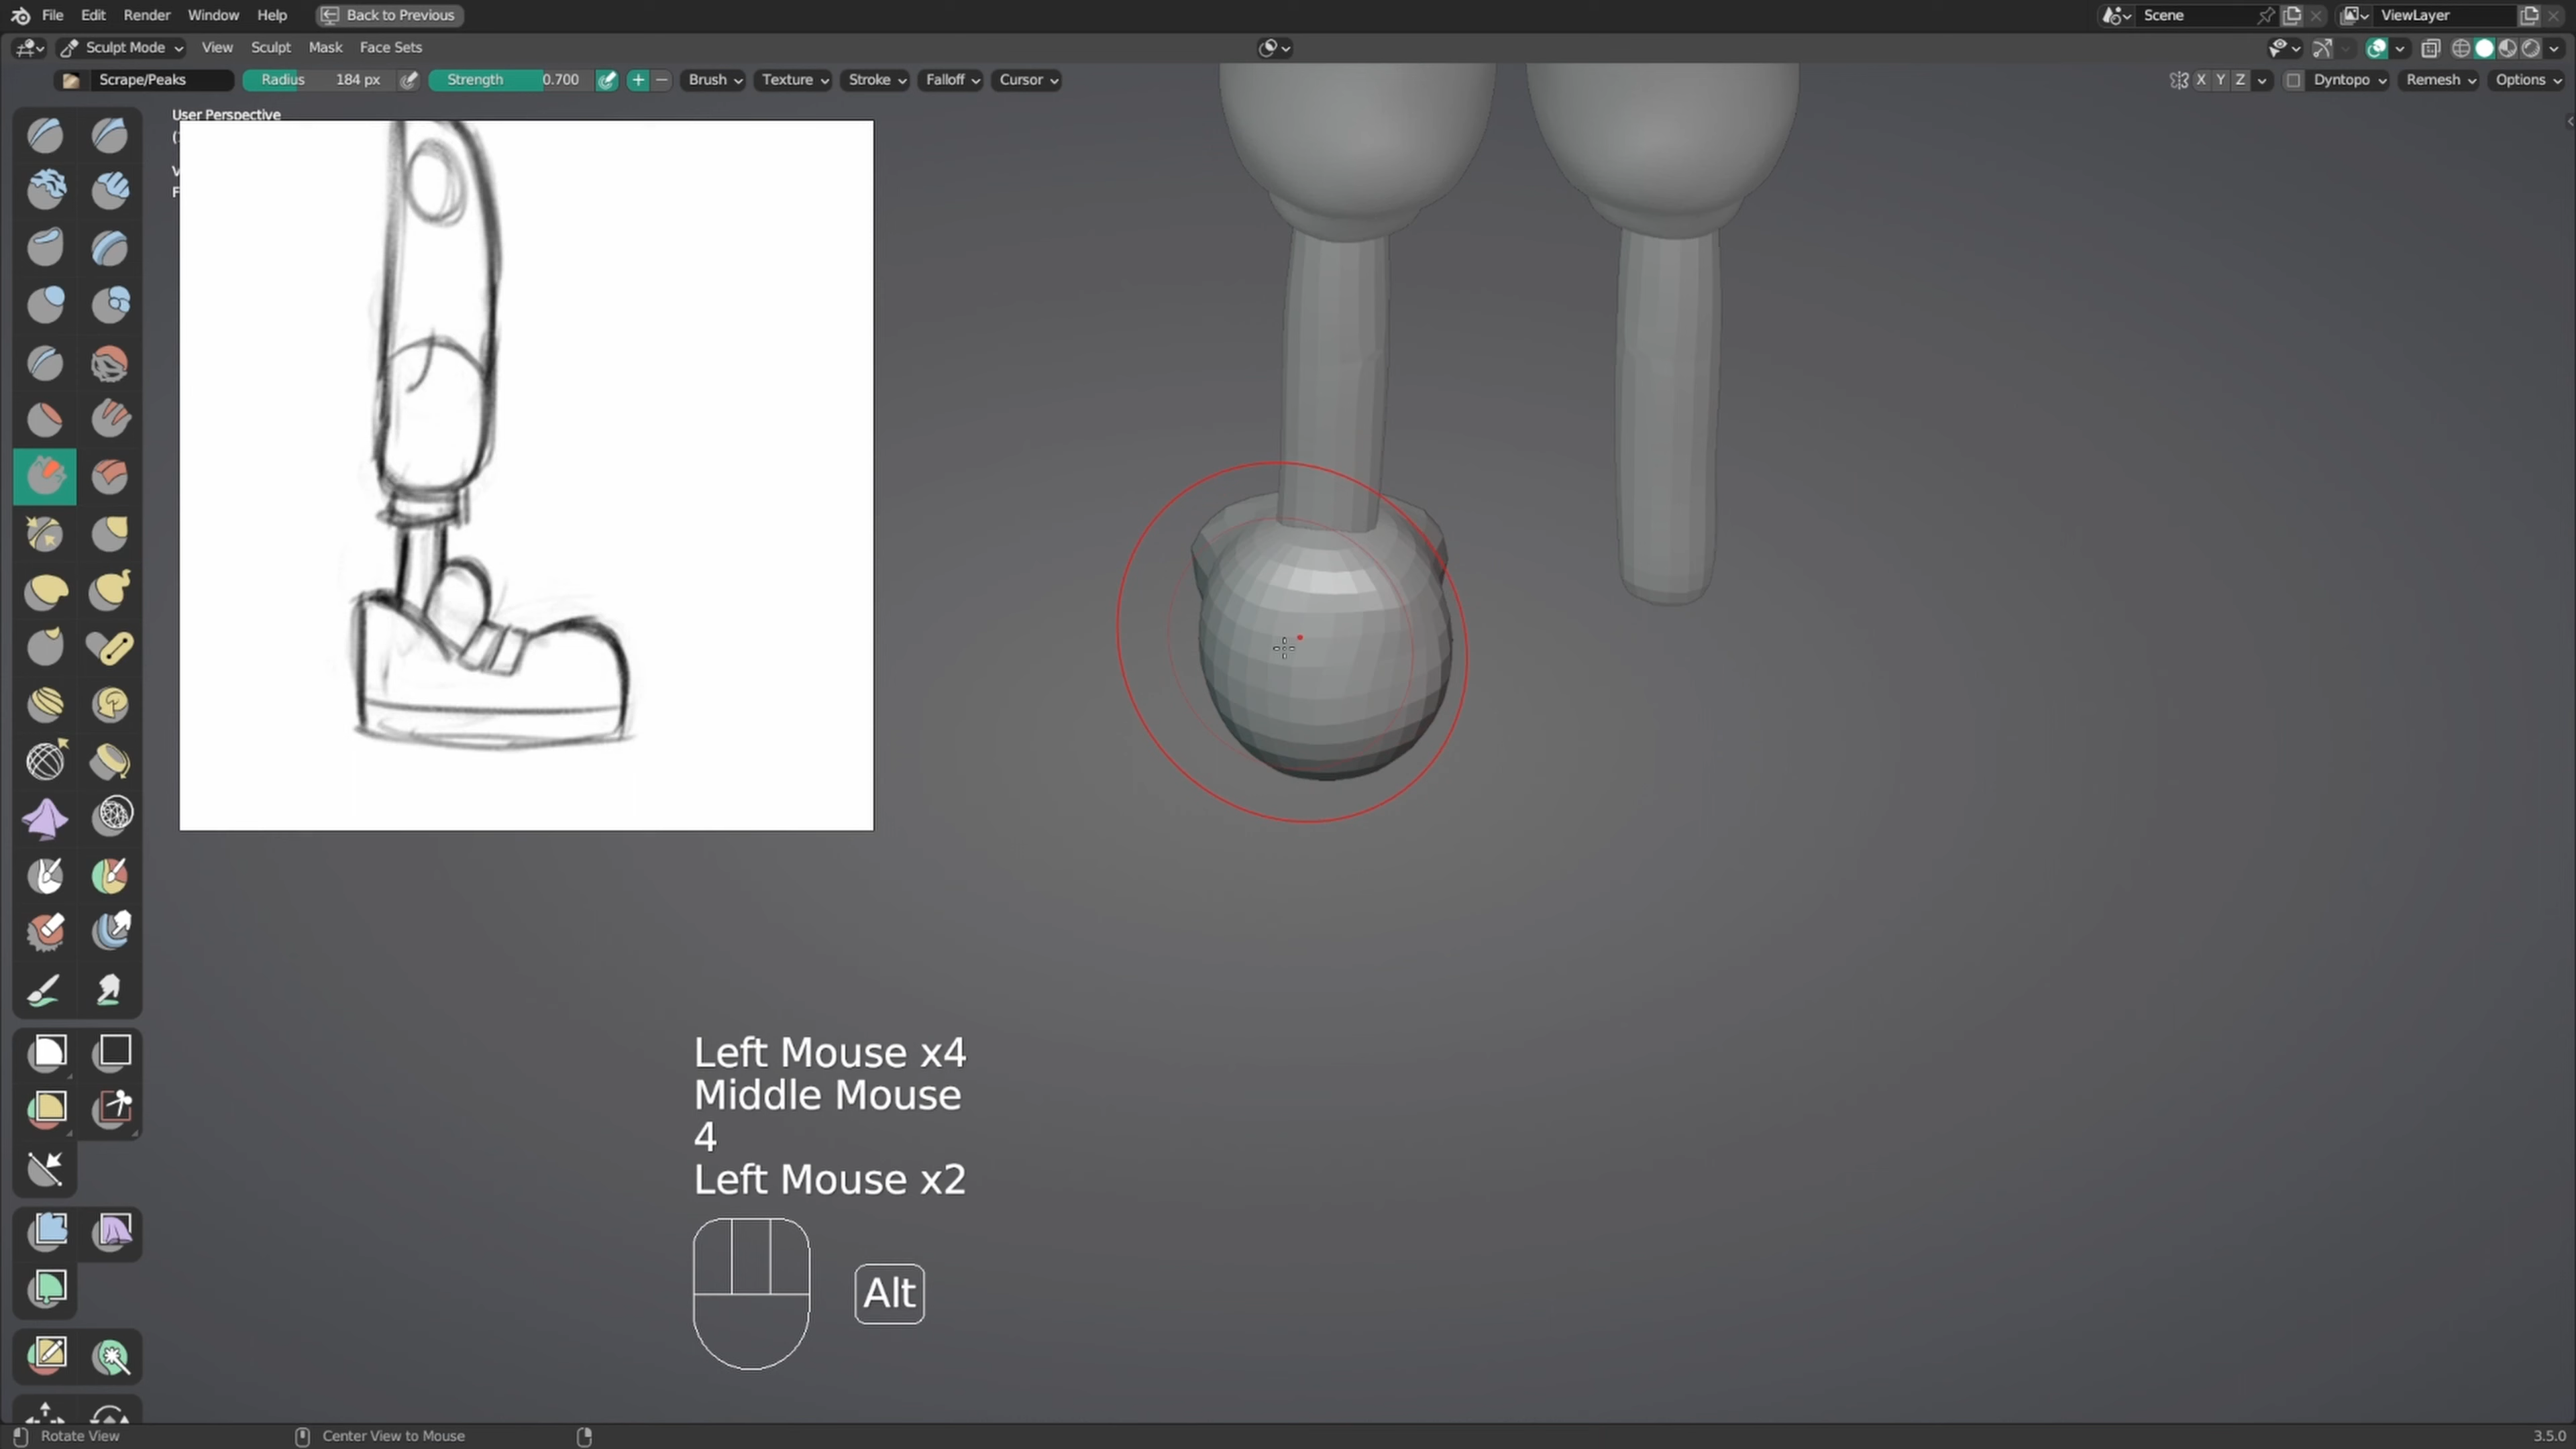 File Edit Render Window Help Back to Previous Scene ViewLayer
Sculpt Mode View Sculpt Mask Face Sets
Scrape/Peaks Radius 184 px Strength 0.700 Brush Texture Stroke Falloff Cursor X Y Z Dyntopo Remesh Options
User Perspective
(
V
F
Left Mouse x4
Middle Mouse
4
Left Mouse x2
Alt
Rotate View Center View to Mouse 3.5.0